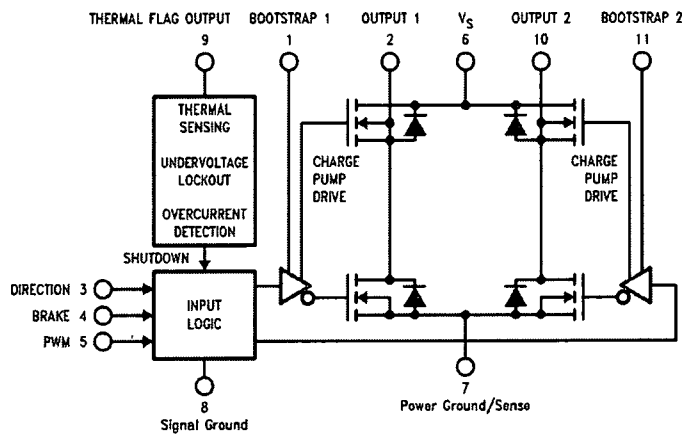 THERMAL FLAG OUTPUT
9
BOOTSTRAP 1
1
OUTPUT 1
2
VS
6
OUTPUT 2
10
BOOTSTRAP 2
11
THERMAL
SENSING
UNDERVOLTAGE
LOCKOUT
OVERCURRENT
DETECTION
CHARGE
PUMP
DRIVE
CHARGE
PUMP
DRIVE
SHUTDOWN
DIRECTION 3
BRAKE 4
PWM 5
INPUT
LOGIC
8
Signal Ground
7
Power Ground/Sense